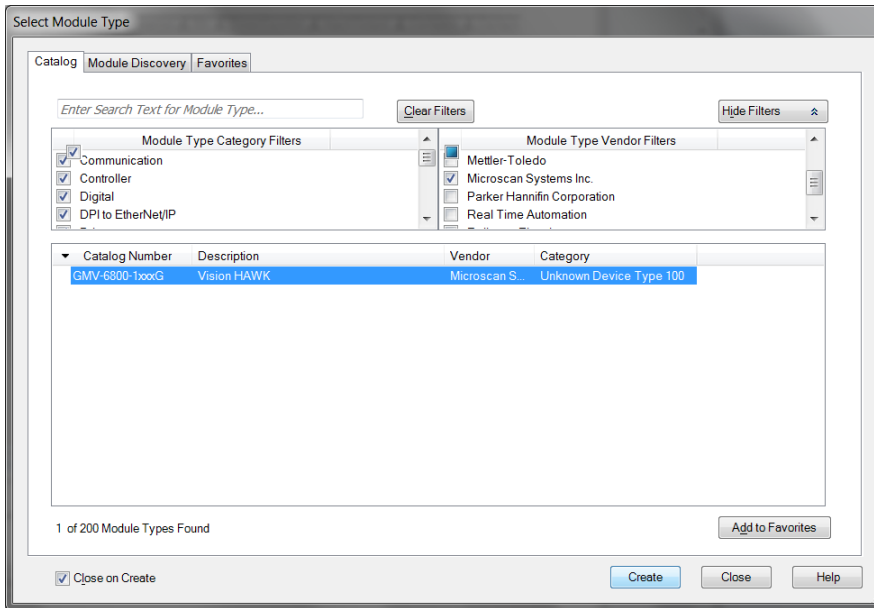 Select Module Type
Catalog Module Discovery Favorites
Enter Search Text for Module Type... Clear Filters Hide Filters
Module Type Category Filters Module Type Vendor Filters
Communication Mettler-Toledo
Controller Microscan Systems Inc.
Digital Parker Hannifin Corporation
DPI to EtherNet/IP Real Time Automation
Catalog Number Description Vendor Category
GMV-6800-1xxxG Vision HAWK Microscan S... Unknown Device Type 100
1 of 200 Module Types Found Add to Favorites
Close on Create Create Close Help